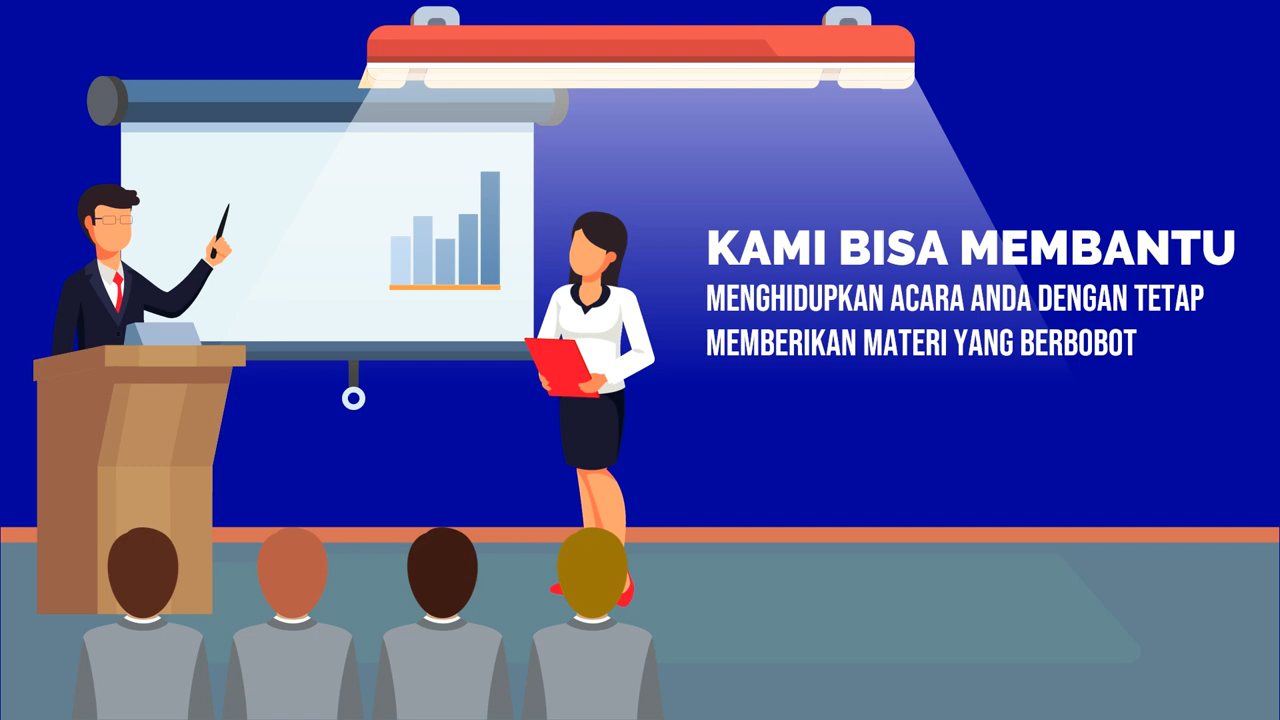 KAMI BISA MEMBANTU
MENGHIDUPKAN ACARA ANDA DENGAN TETAP
MEMBERIKAN MATERI YANG BERBOBOT